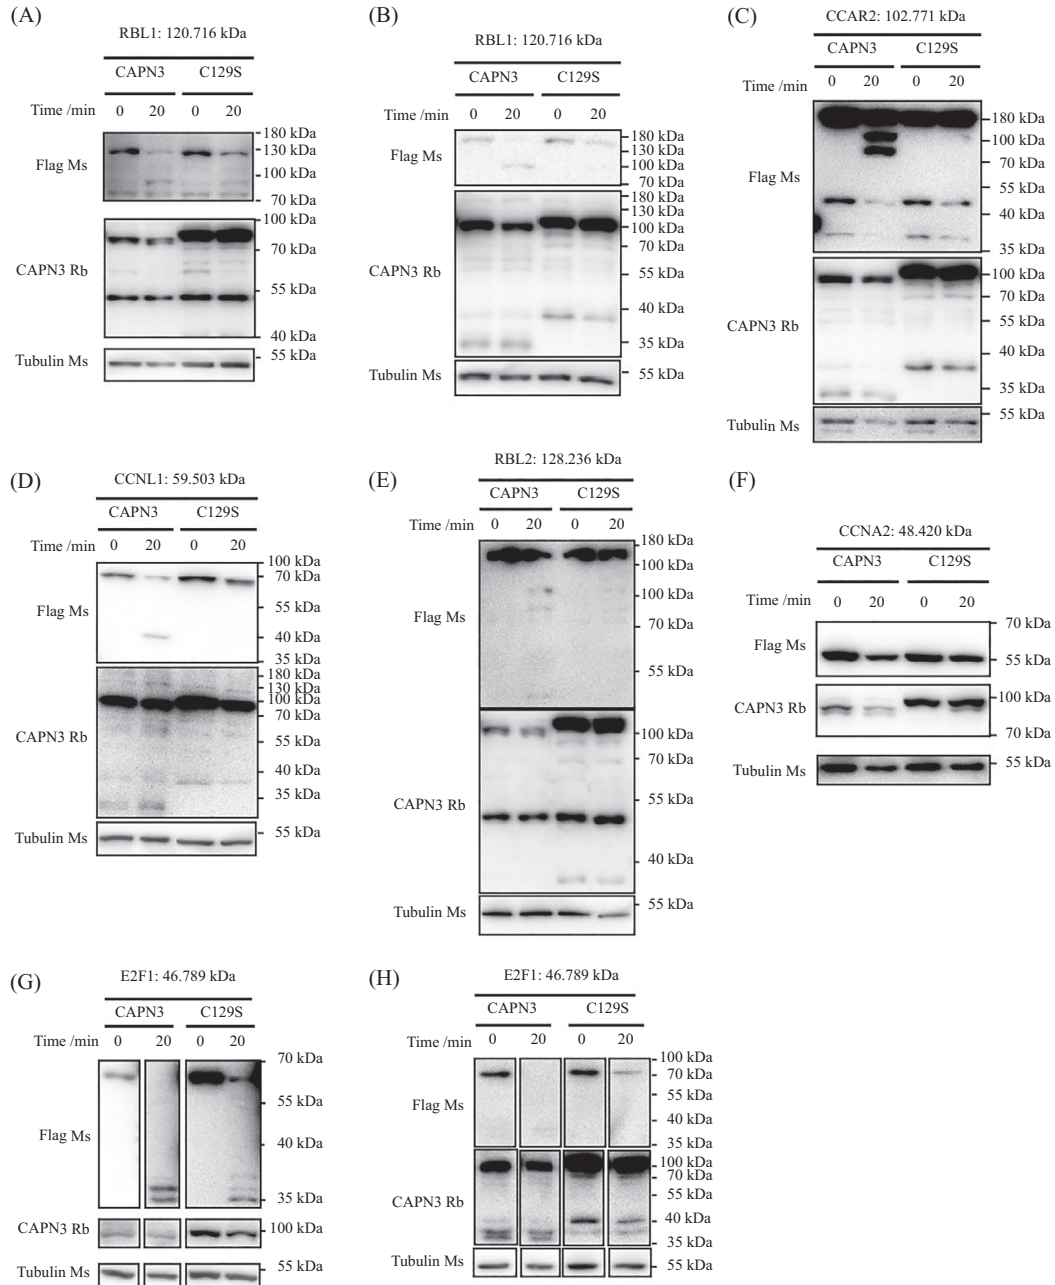 (A)
RBL1: 120.716 kDa
CAPN3 C129S
Time /min 0 20 0 20
Flag Ms
180 kDa
130 kDa
100 kDa
70 kDa
CAPN3 Rb
100 kDa
70 kDa
55 kDa
40 kDa
Tubulin Ms
55 kDa
(B)
RBL1: 120.716 kDa
CAPN3 C129S
Time /min 0 20 0 20
Flag Ms
180 kDa
130 kDa
100 kDa
70 kDa
CAPN3 Rb
180 kDa
130 kDa
100 kDa
70 kDa
55 kDa
40 kDa
35 kDa
Tubulin Ms
55 kDa
(C)
CCAR2: 102.771 kDa
CAPN3 C129S
Time /min 0 20 0 20
Flag Ms
180 kDa
100 kDa
70 kDa
55 kDa
40 kDa
35 kDa
CAPN3 Rb
100 kDa
70 kDa
55 kDa
40 kDa
35 kDa
Tubulin Ms
55 kDa
(D)
CCNL1: 59.503 kDa
CAPN3 C129S
Time /min 0 20 0 20
Flag Ms
100 kDa
70 kDa
55 kDa
40 kDa
35 kDa
CAPN3 Rb
180 kDa
130 kDa
100 kDa
70 kDa
55 kDa
40 kDa
35 kDa
Tubulin Ms
55 kDa
(E)
RBL2: 128.236 kDa
CAPN3 C129S
Time /min 0 20 0 20
Flag Ms
180 kDa
100 kDa
100 kDa
70 kDa
55 kDa
CAPN3 Rb
100 kDa
70 kDa
55 kDa
40 kDa
Tubulin Ms
55 kDa
(F)
CCNA2: 48.420 kDa
CAPN3 C129S
Time /min 0 20 0 20
Flag Ms
70 kDa
55 kDa
CAPN3 Rb
100 kDa
70 kDa
Tubulin Ms
55 kDa
(G)
E2F1: 46.789 kDa
CAPN3 C129S
Time /min 0 20 0 20
Flag Ms
70 kDa
55 kDa
40 kDa
35 kDa
CAPN3 Rb
100 kDa
Tubulin Ms
55 kDa
(H)
E2F1: 46.789 kDa
CAPN3 C129S
Time /min 0 20 0 20
Flag Ms
100 kDa
70 kDa
55 kDa
40 kDa
35 kDa
CAPN3 Rb
100 kDa
70 kDa
55 kDa
40 kDa
35 kDa
Tubulin Ms
55 kDa